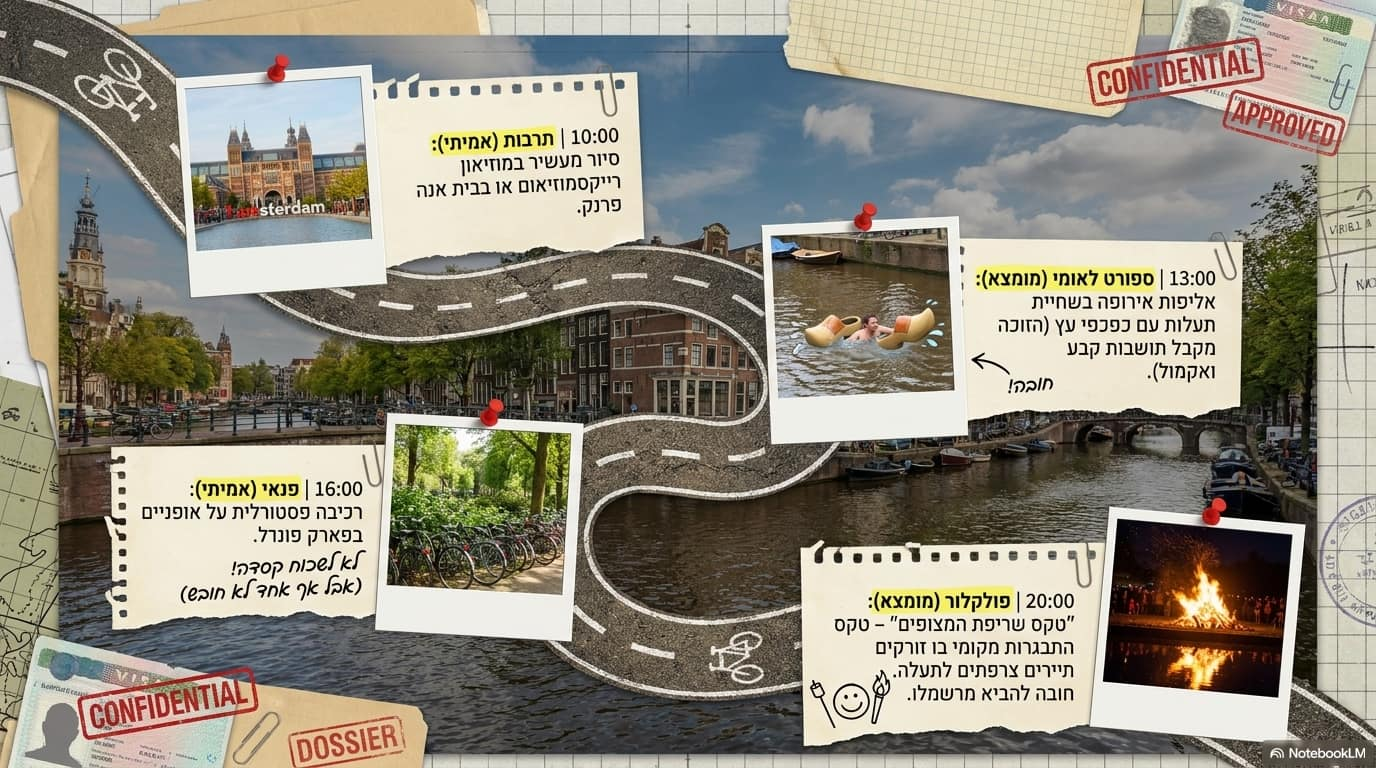 10:00 | תרבות (אמיתי):
סיור מעשיר במוזיאון
רייקסמוזיאום או בבית אנה
פרנק.
I amsterdam
CONFIDENTIAL
APPROVED
VISA
13:00 | ספורט לאומי (מומצא):
אליפות אירופה בשחיית
תעלות עם כפכפי עץ (הזוכה
מקבל תושבות קבע
ואקמול).
חובה!
16:00 | פנאי (אמיתי):
רכיבה פסטורלית על אופניים
בפארק פונדל.
לא לשכוח קסדה!
(אבל אף אחד לא חובש)
20:00 | פולקלור (מומצא):
"טקס שריפת המצופים" – טקס
התבגרות מקומי בו זורקים
תיירים צרפתים לתעלה.
חובה להביא מרשמלו.
CONFIDENTIAL
DOSSIER
NotebookLM